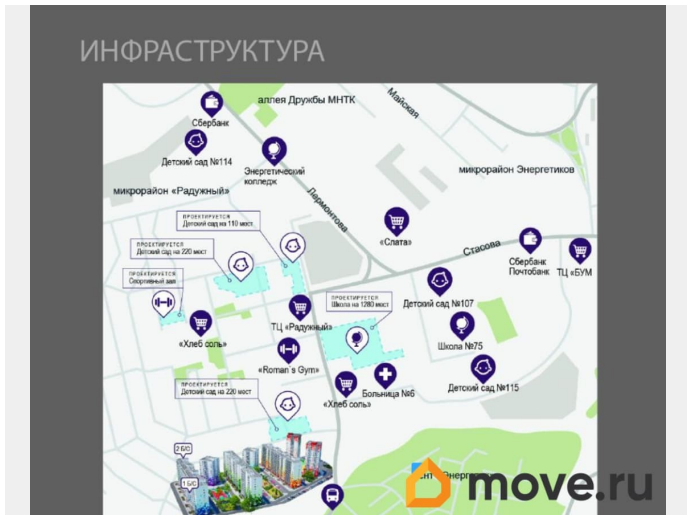 ИНФРАСТРУКТУРА
аллея Дружбы МНТК
Майская
Сбербанк
Детский сад №114
Энергетический
колледж
микрорайон Энергетиков
микрорайон «Радужный»
Лермонтова
ПРОЕКТИРУЕТСЯ
Детский сад на 110 мест
«Слата»
Стасова
ПРОЕКТИРУЕТСЯ
Детский сад на 220 мест
Сбербанк
Почтобанк
ТЦ «БУМ
ПРОЕКТИРУЕТСЯ
Спортивный зал
ПРОЕКТИРУЕТСЯ
Школа на 1280 мест
Детский сад №107
ТЦ «Радужный»
«Хлеб соль»
Школа №75
«Roman`s Gym»
ПРОЕКТИРУЕТСЯ
Детский сад на 220 мест
Больница №6
Детский сад №115
«Хлеб соль»
2 Б/С
1 Б/С
move.ru